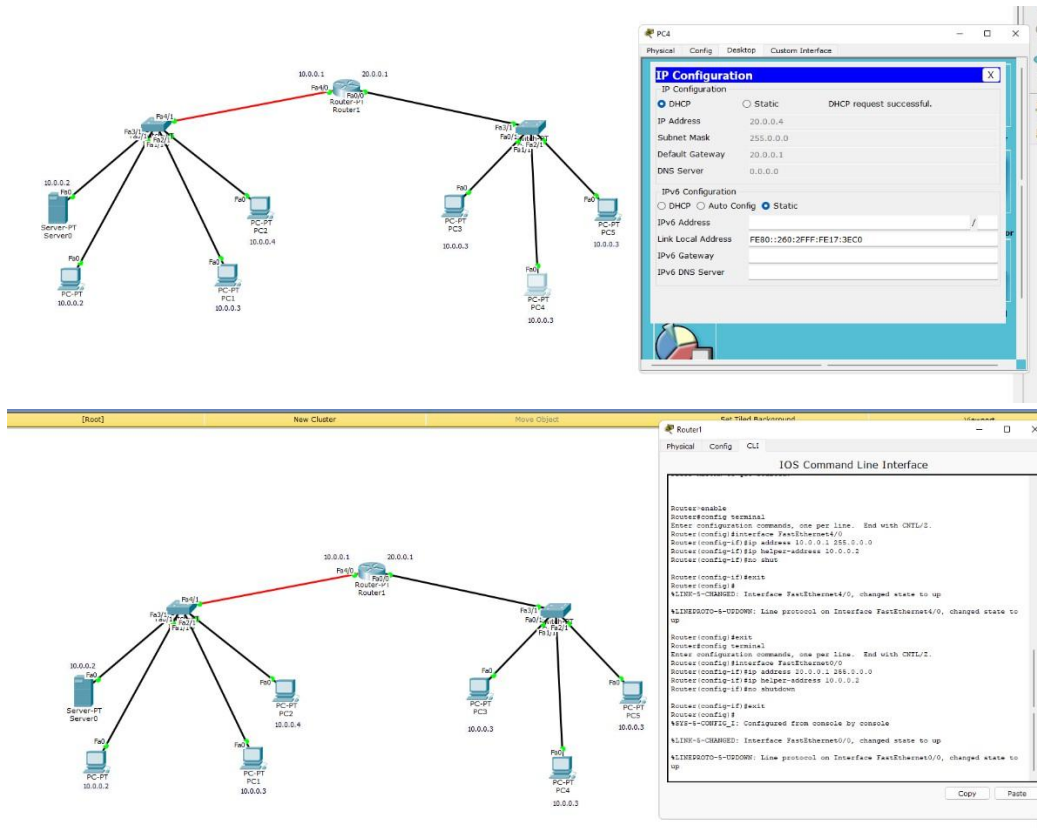 PC4
Physical Config Desktop Custom Interface
IP Configuration X
IP Configuration
DHCP Static DHCP request successful.
IP Address 20.0.0.4
Subnet Mask 255.0.0.0
Default Gateway 20.0.0.1
DNS Server 0.0.0.0
IPv6 Configuration
DHCP Auto Config Static
IPv6 Address /
Link Local Address FE80::260:2FFF:FE17:3EC0
IPv6 Gateway
IPv6 DNS Server
10.0.0.1 20.0.0.1
Fa4/0
Fa0/0
Router-PT
Router1
Fa4/1
Fa3/1
Fa2/1
Fa1/1
Fa3/1
Fa0/1
Fa2/1
Fa1/1
10.0.0.2
Fa0
Server-PT
Server0
Fa0
PC-PT
10.0.0.2
Fa0
PC-PT
PC1
10.0.0.3
Fa0
PC-PT
PC2
10.0.0.4
Fa0
PC-PT
PC3
10.0.0.3
Fa0
PC-PT
PC4
10.0.0.3
Fa0
PC-PT
PC5
10.0.0.3
[Root] New Cluster Move Object Set Tiled Background Viewport
Router1
Physical Config CLI
IOS Command Line Interface
Router>enable
Router#config terminal
Enter configuration commands, one per line. End with CNTL/Z.
Router(config)#interface FastEthernet4/0
Router(config-if)#ip address 10.0.0.1 255.0.0.0
Router(config-if)#ip helper-address 10.0.0.2
Router(config-if)#no shut
Router(config-if)#exit
Router(config)#
%LINK-5-CHANGED: Interface FastEthernet4/0, changed state to up
%LINEPROTO-5-UPDOWN: Line protocol on Interface FastEthernet4/0, changed state to
up
Router(config)#exit
Router#config terminal
Enter configuration commands, one per line. End with CNTL/Z.
Router(config)#interface FastEthernet0/0
Router(config-if)#ip address 20.0.0.1 255.0.0.0
Router(config-if)#ip helper-address 10.0.0.2
Router(config-if)#no shutdown
Router(config-if)#exit
Router(config)#
%SYS-5-CONFIG_I: Configured from console by console
%LINK-5-CHANGED: Interface FastEthernet0/0, changed state to up
%LINEPROTO-5-UPDOWN: Line protocol on Interface FastEthernet0/0, changed state to
up
Copy Paste
10.0.0.1 20.0.0.1
Fa4/0
Fa0/0
Router-PT
Router1
Fa4/1
Fa3/1
Fa2/1
Fa1/1
Fa3/1
Fa0/1
Fa2/1
Fa1/1
10.0.0.2
Fa0
Server-PT
Server0
Fa0
PC-PT
10.0.0.2
Fa0
PC-PT
PC1
10.0.0.3
Fa0
PC-PT
PC2
10.0.0.4
Fa0
PC-PT
PC3
10.0.0.3
Fa0
PC-PT
PC4
10.0.0.3
Fa0
PC-PT
PC5
10.0.0.3